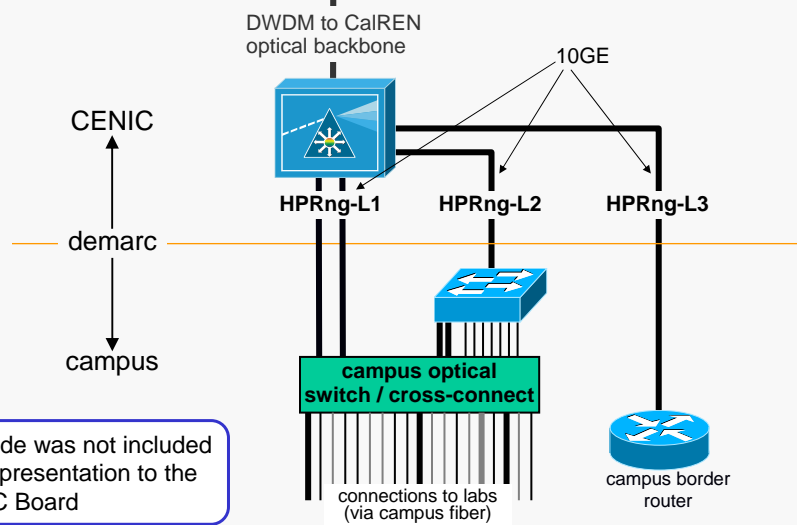 DWDM to CalREN
optical backbone
10GE
CENIC
HPRng-L1
HPRng-L2
HPRng-L3
demarc
campus
campus optical
switch / cross-connect
de was not included
presentation to the
C Board
connections to labs
(via campus fiber)
campus border
router